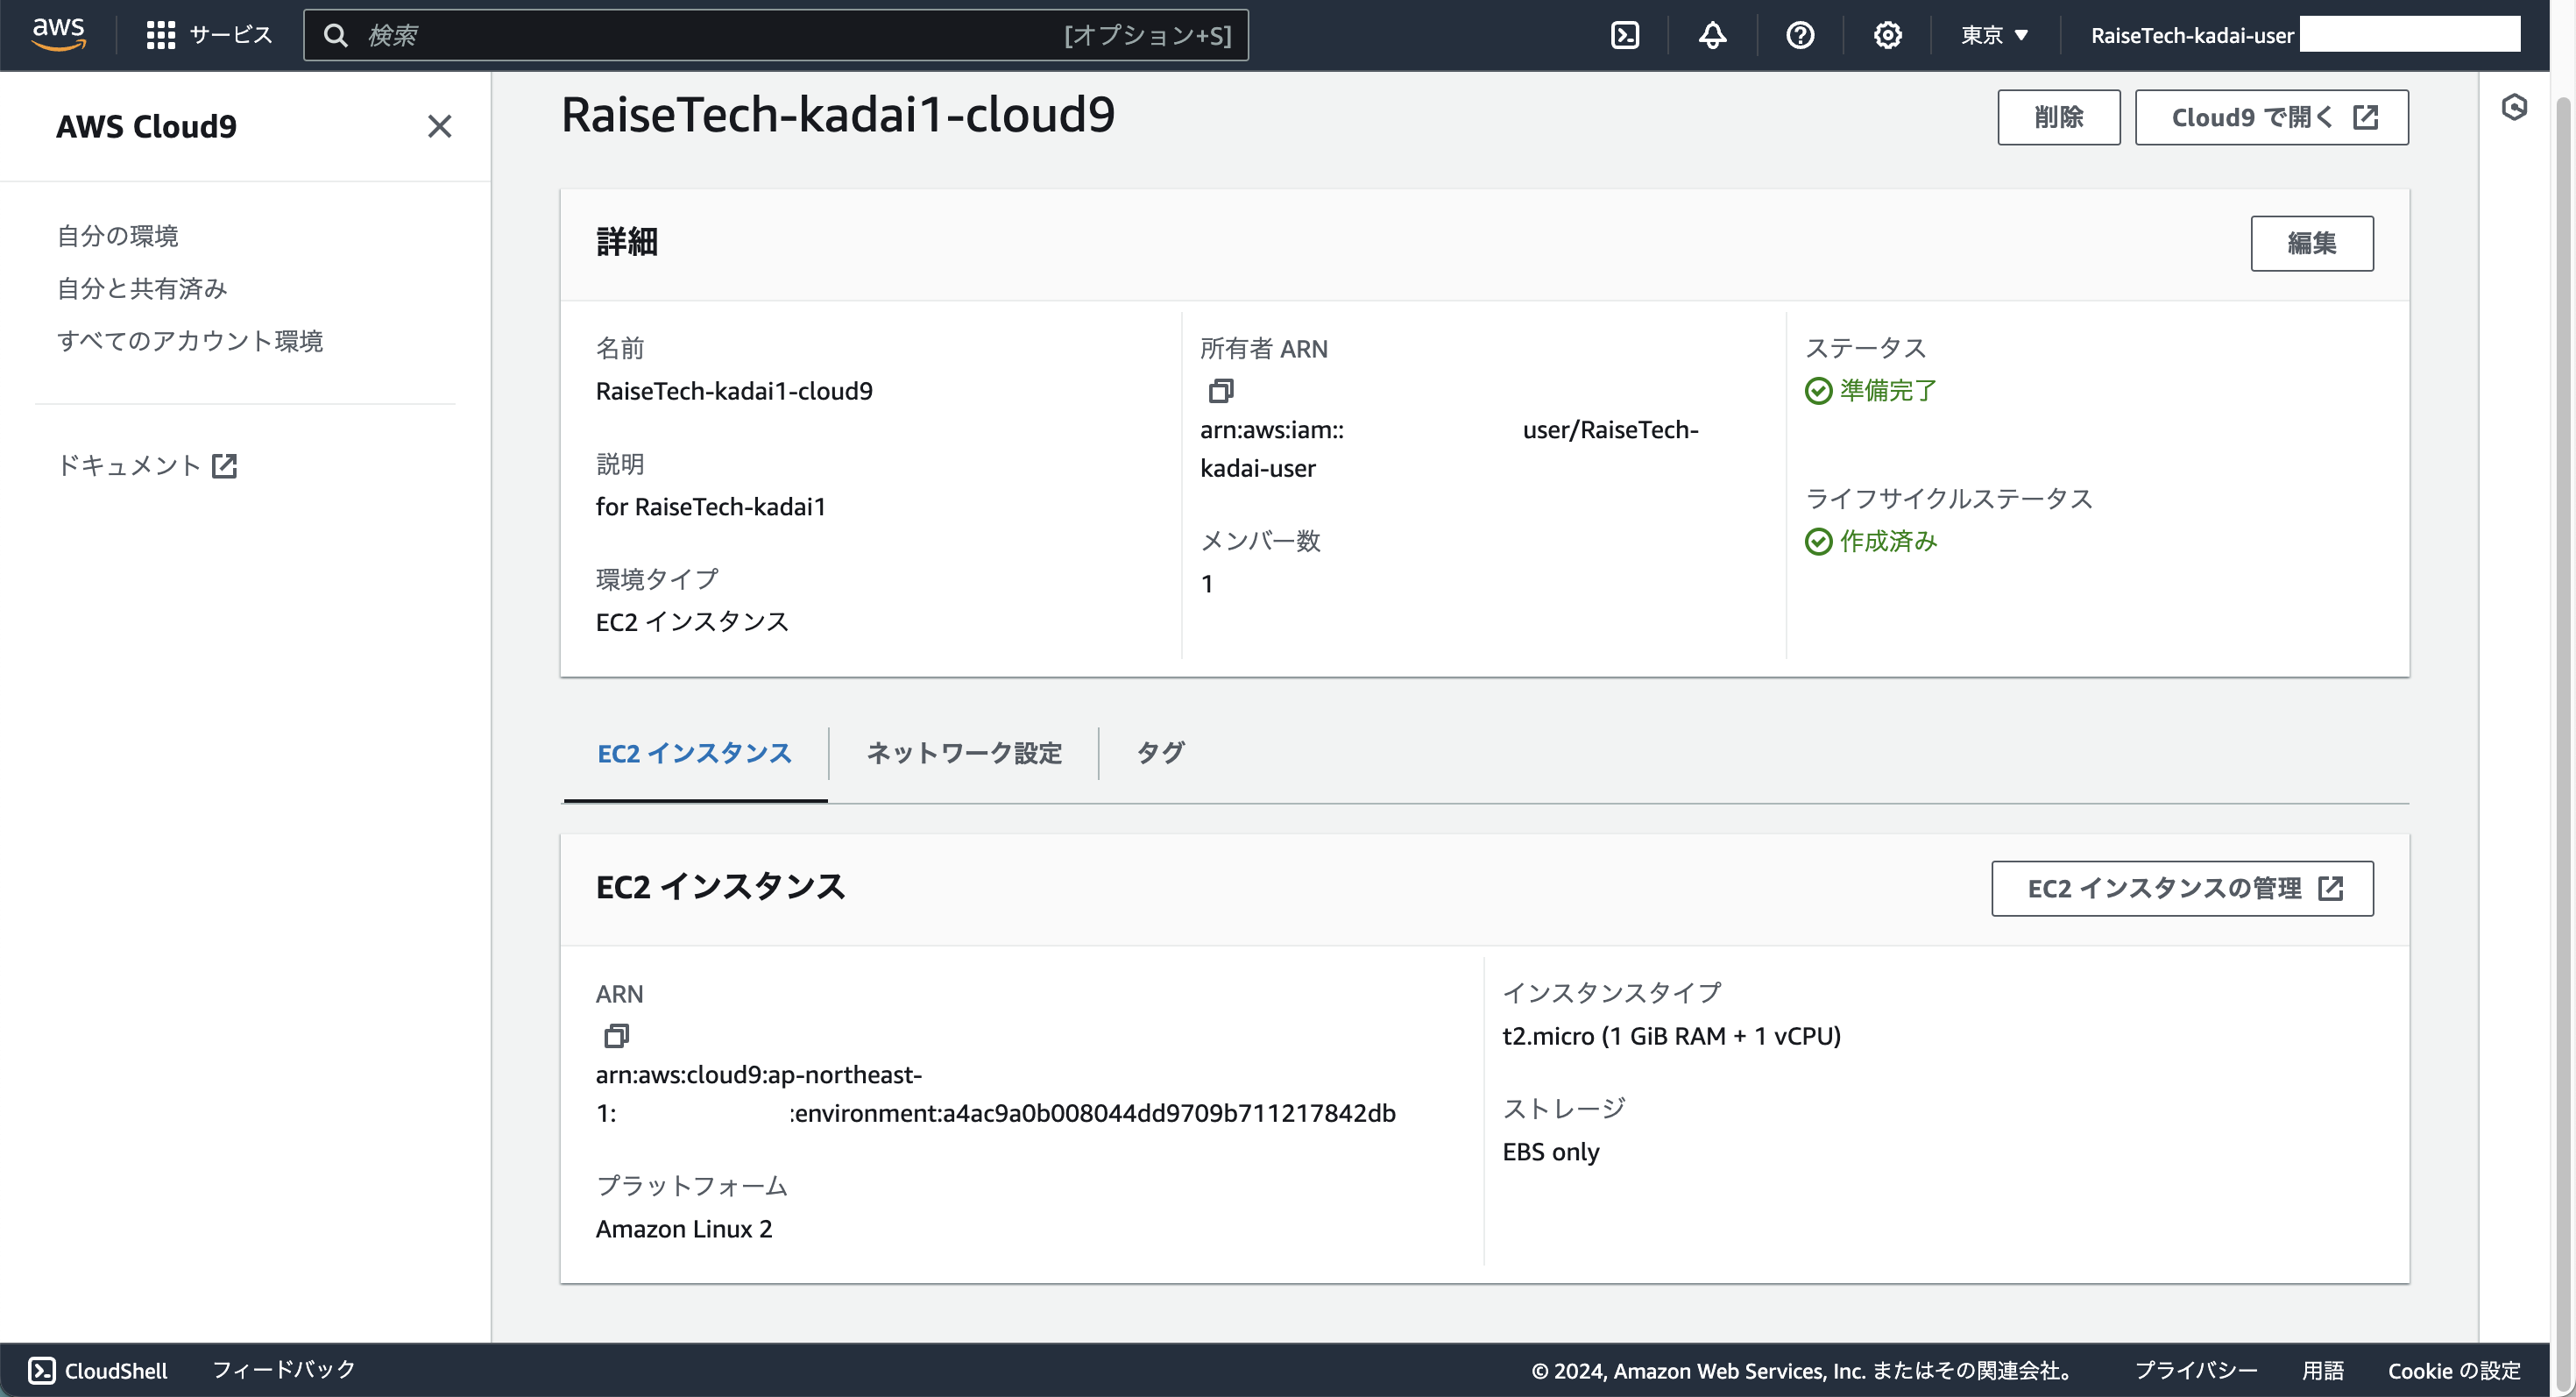 aws
サービス
検索
[オプション+S]
東京 ▼
RaiseTech-kadai-user
AWS Cloud9
自分の環境
自分と共有済み
すべてのアカウント環境
ドキュメント
RaiseTech-kadai1-cloud9
削除
Cloud9 で開く
詳細
編集
名前
RaiseTech-kadai1-cloud9
説明
for RaiseTech-kadai1
環境タイプ
EC2 インスタンス
所有者 ARN
arn:aws:iam:: user/RaiseTech-
kadai-user
メンバー数
1
ステータス
準備完了
ライフサイクルステータス
作成済み
EC2 インスタンス
ネットワーク設定
タグ
EC2 インスタンス
EC2 インスタンスの管理
ARN
arn:aws:cloud9:ap-northeast-
1: :environment:a4ac9a0b008044dd9709b711217842db
プラットフォーム
Amazon Linux 2
インスタンスタイプ
t2.micro (1 GiB RAM + 1 vCPU)
ストレージ
EBS only
CloudShell
フィードバック
© 2024, Amazon Web Services, Inc. またはその関連会社。
プライバシー
用語
Cookie の設定